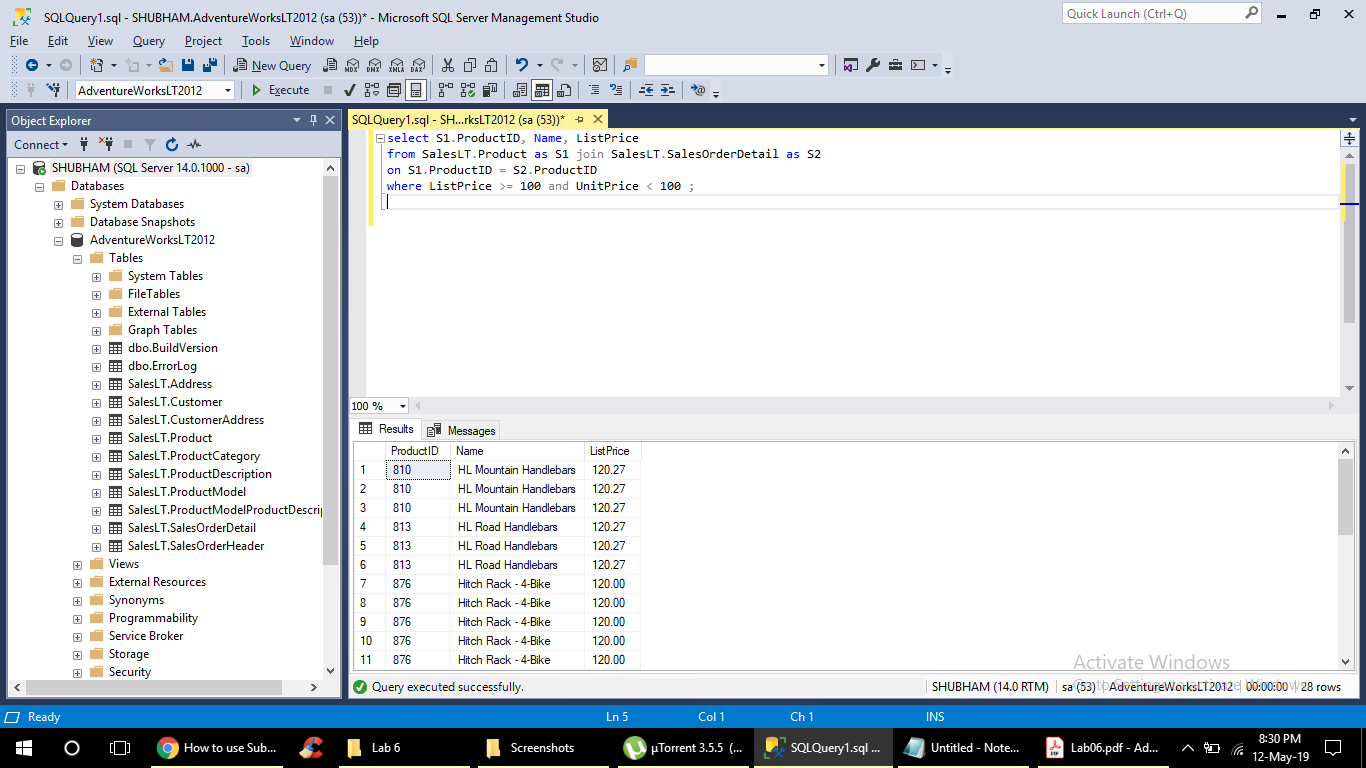 SQLQuery1.sql - SHUBHAM.AdventureWorksLT2012 (sa (53))* - Microsoft SQL Server Management Studio
Quick Launch (Ctrl+Q)
File Edit View Query Project Tools Window Help
New Query
MDX DMX XMLA DAX
AdventureWorksLT2012
Execute
Object Explorer
Connect
SHUBHAM (SQL Server 14.0.1000 - sa)
Databases
System Databases
Database Snapshots
AdventureWorksLT2012
Tables
System Tables
FileTables
External Tables
Graph Tables
dbo.BuildVersion
dbo.ErrorLog
SalesLT.Address
SalesLT.Customer
SalesLT.CustomerAddress
SalesLT.Product
SalesLT.ProductCategory
SalesLT.ProductDescription
SalesLT.ProductModel
SalesLT.ProductModelProductDescrip
SalesLT.SalesOrderDetail
SalesLT.SalesOrderHeader
Views
External Resources
Synonyms
Programmability
Service Broker
Storage
Security
SQLQuery1.sql - SH...rksLT2012 (sa (53))*
select S1.ProductID, Name, ListPrice
from SalesLT.Product as S1 join SalesLT.SalesOrderDetail as S2
on S1.ProductID = S2.ProductID
where ListPrice >= 100 and UnitPrice < 100 ;
100 %
Results Messages
ProductID Name ListPrice
1 810 HL Mountain Handlebars 120.27
2 810 HL Mountain Handlebars 120.27
3 810 HL Mountain Handlebars 120.27
4 813 HL Road Handlebars 120.27
5 813 HL Road Handlebars 120.27
6 813 HL Road Handlebars 120.27
7 876 Hitch Rack - 4-Bike 120.00
8 876 Hitch Rack - 4-Bike 120.00
9 876 Hitch Rack - 4-Bike 120.00
10 876 Hitch Rack - 4-Bike 120.00
11 876 Hitch Rack - 4-Bike 120.00
Activate Windows
Go to Settings to activate Windows.
Query executed successfully.
SHUBHAM (14.0 RTM) sa (53) AdventureWorksLT2012 00:00:00 28 rows
Ready Ln 5 Col 1 Ch 1 INS
How to use Sub... Lab 6 Screenshots µTorrent 3.5.5 (... SQLQuery1.sql ... Untitled - Note... Lab06.pdf - Ad...
8:30 PM
12-May-19